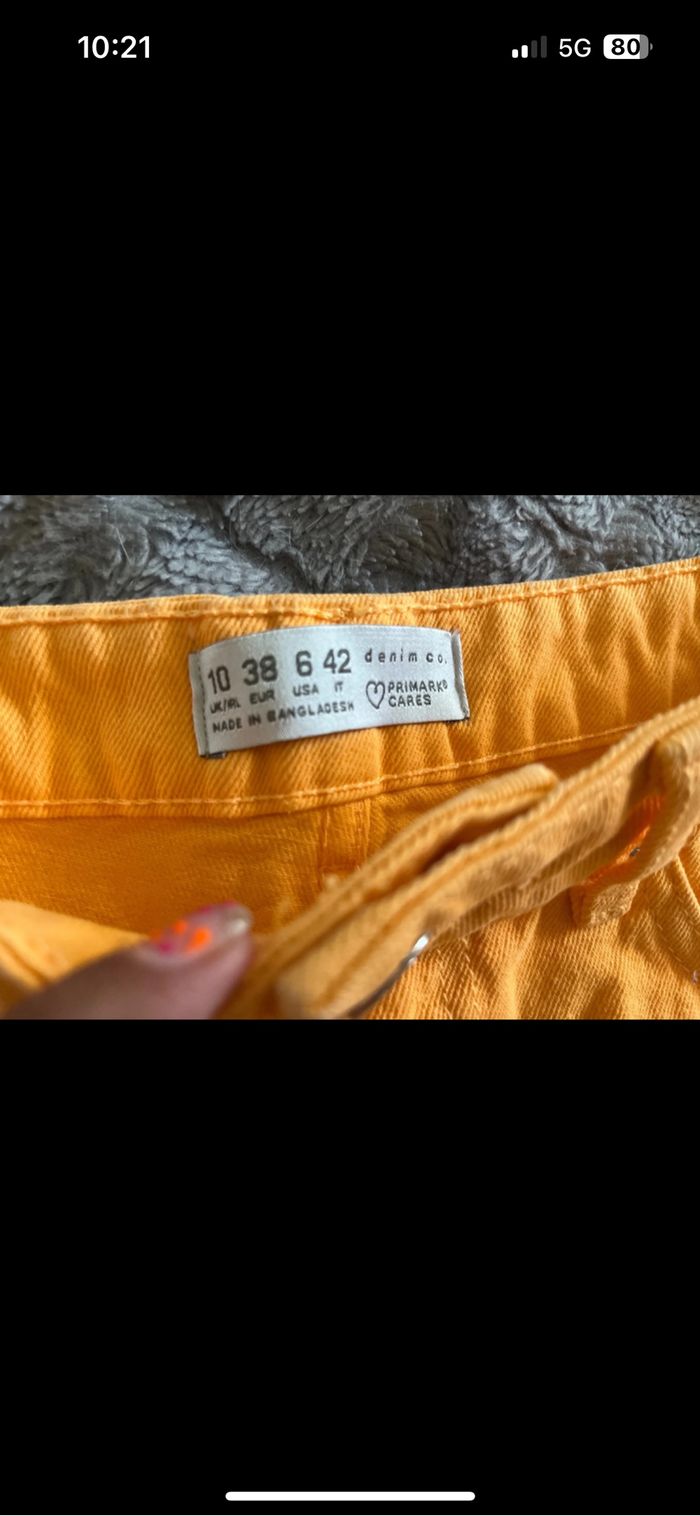 10:21 5G 80
10 38 6 42 denim co.
UK/IRL EUR USA IT PRIMARK®
MADE IN BANGLADESH CARES